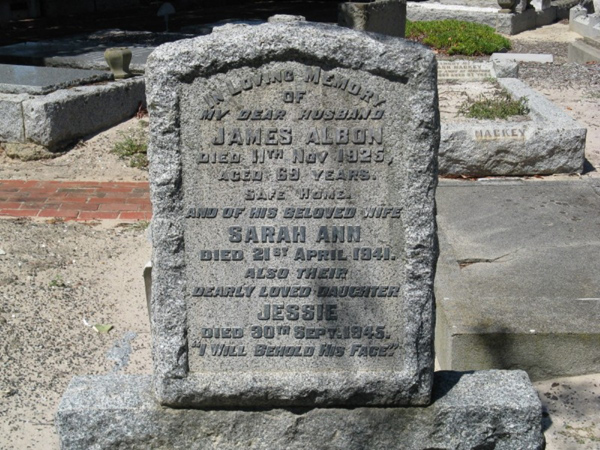 IN LOVING MEMORY
OF
MY DEAR HUSBAND
JAMES ALBON
DIED 11TH NOV 1925,
AGED 69 YEARS.
SAFE HOME.
AND OF HIS BELOVED WIFE
SARAH ANN
DIED 21ST APRIL 1941.
ALSO THEIR
DEARLY LOVED DAUGHTER
JESSIE
DIED 30TH SEPT. 1945.
"I WILL BEHOLD HIS FACE"
MACKEY